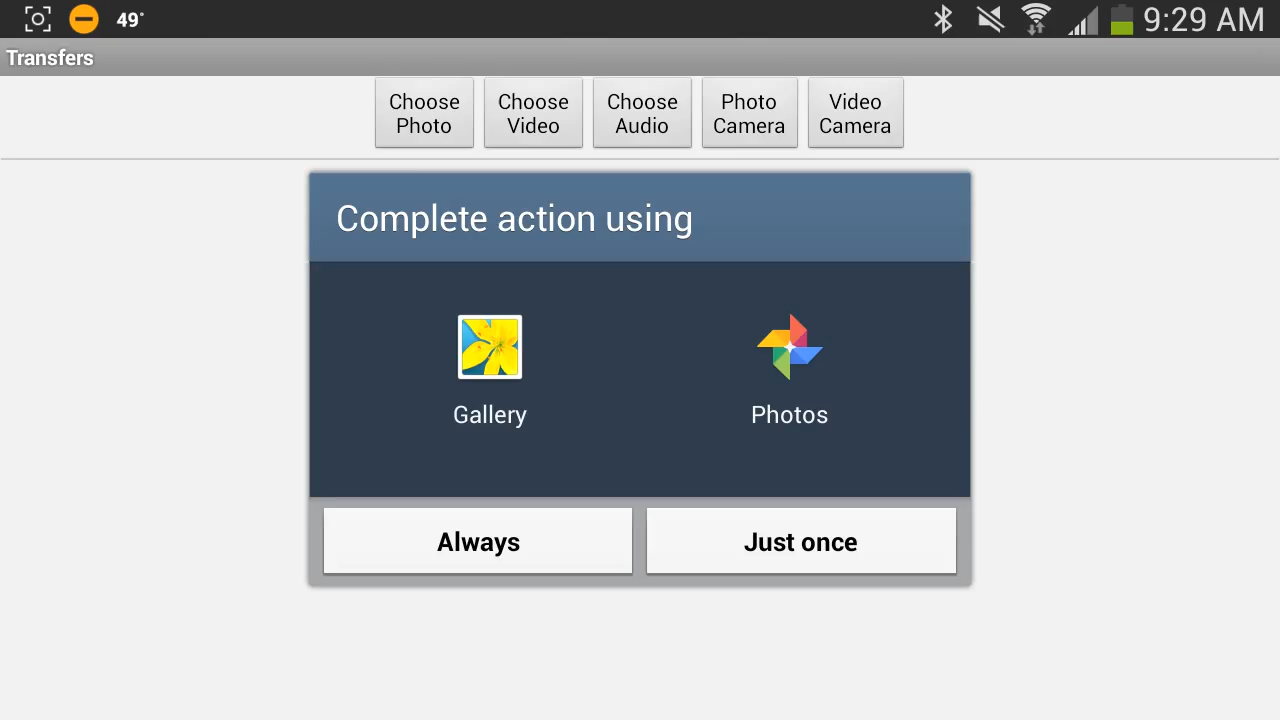 49°
9:29 AM
Transfers
Choose
Photo
Choose
Video
Choose
Audio
Photo
Camera
Video
Camera
Complete action using
Gallery
Photos
Always
Just once